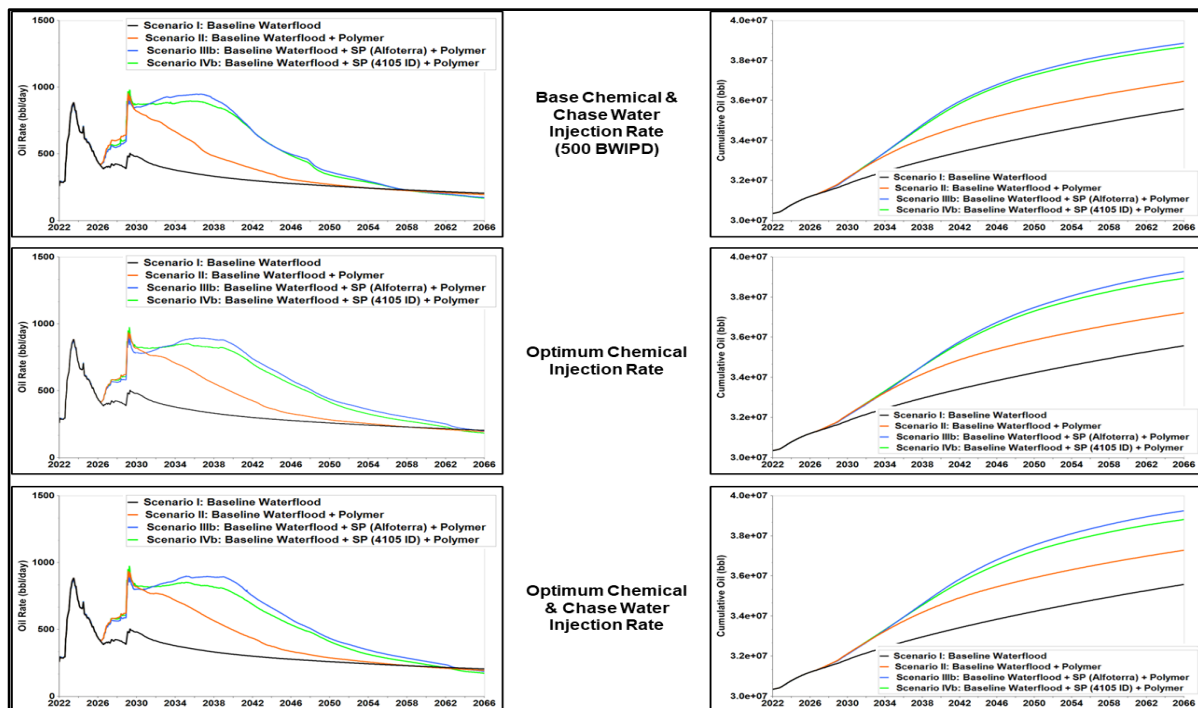 1500
1000
500
0
Oil Rate (bbl/day)
Scenario I: Baseline Waterflood
Scenario II: Baseline Waterflood + Polymer
Scenario IIIb: Baseline Waterflood + SP (Alfoterra) + Polymer
Scenario IVb: Baseline Waterflood + SP (4105 ID) + Polymer
2022 2026 2030 2034 2038 2042 2046 2050 2054 2058 2062 2066
Base Chemical &
Chase Water
Injection Rate
(500 BWIPD)
4.0e+07
3.8e+07
3.6e+07
3.4e+07
3.2e+07
3.0e+07
Cumulative Oil (bbl)
Scenario I: Baseline Waterflood
Scenario II: Baseline Waterflood + Polymer
Scenario IIIb: Baseline Waterflood + SP (Alfoterra) + Polymer
Scenario IVb: Baseline Waterflood + SP (4105 ID) + Polymer
2022 2026 2030 2034 2038 2042 2046 2050 2054 2058 2062 2066
1500
1000
500
0
Oil Rate (bbl/day)
Scenario I: Baseline Waterflood
Scenario II: Baseline Waterflood + Polymer
Scenario IIIb: Baseline Waterflood + SP (Alfoterra) + Polymer
Scenario IVb: Baseline Waterflood + SP (4105 ID) + Polymer
2022 2026 2030 2034 2038 2042 2046 2050 2054 2058 2062 2066
Optimum Chemical
Injection Rate
4.0e+07
3.8e+07
3.6e+07
3.4e+07
3.2e+07
3.0e+07
Cumulative Oil (bbl)
Scenario I: Baseline Waterflood
Scenario II: Baseline Waterflood + Polymer
Scenario IIIb: Baseline Waterflood + SP (Alfoterra) + Polymer
Scenario IVb: Baseline Waterflood + SP (4105 ID) + Polymer
2022 2026 2030 2034 2038 2042 2046 2050 2054 2058 2062 2066
1500
1000
500
0
Oil Rate (bbl/day)
Scenario I: Baseline Waterflood
Scenario II: Baseline Waterflood + Polymer
Scenario IIIb: Baseline Waterflood + SP (Alfoterra) + Polymer
Scenario IVb: Baseline Waterflood + SP (4105 ID) + Polymer
2022 2026 2030 2034 2038 2042 2046 2050 2054 2058 2062 2066
Optimum Chemical
& Chase Water
Injection Rate
4.0e+07
3.8e+07
3.6e+07
3.4e+07
3.2e+07
3.0e+07
Cumulative Oil (bbl)
Scenario I: Baseline Waterflood
Scenario II: Baseline Waterflood + Polymer
Scenario IIIb: Baseline Waterflood + SP (Alfoterra) + Polymer
Scenario IVb: Baseline Waterflood + SP (4105 ID) + Polymer
2022 2026 2030 2034 2038 2042 2046 2050 2054 2058 2062 2066